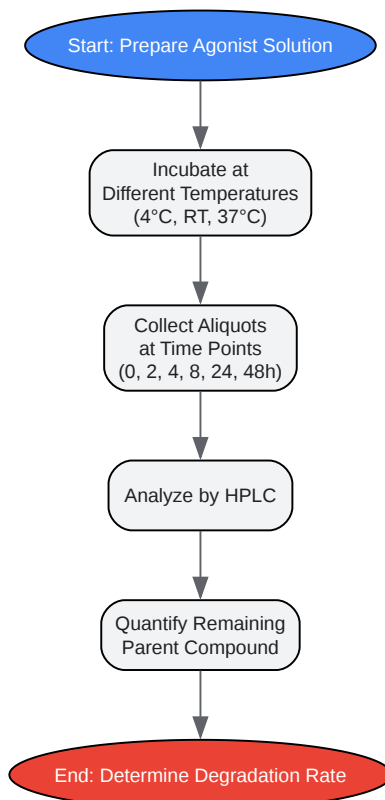 Start: Prepare Agonist Solution
Incubate at
Different Temperatures
(4°C, RT, 37°C)
Collect Aliquots
at Time Points
(0, 2, 4, 8, 24, 48h)
Analyze by HPLC
Quantify Remaining
Parent Compound
End: Determine Degradation Rate